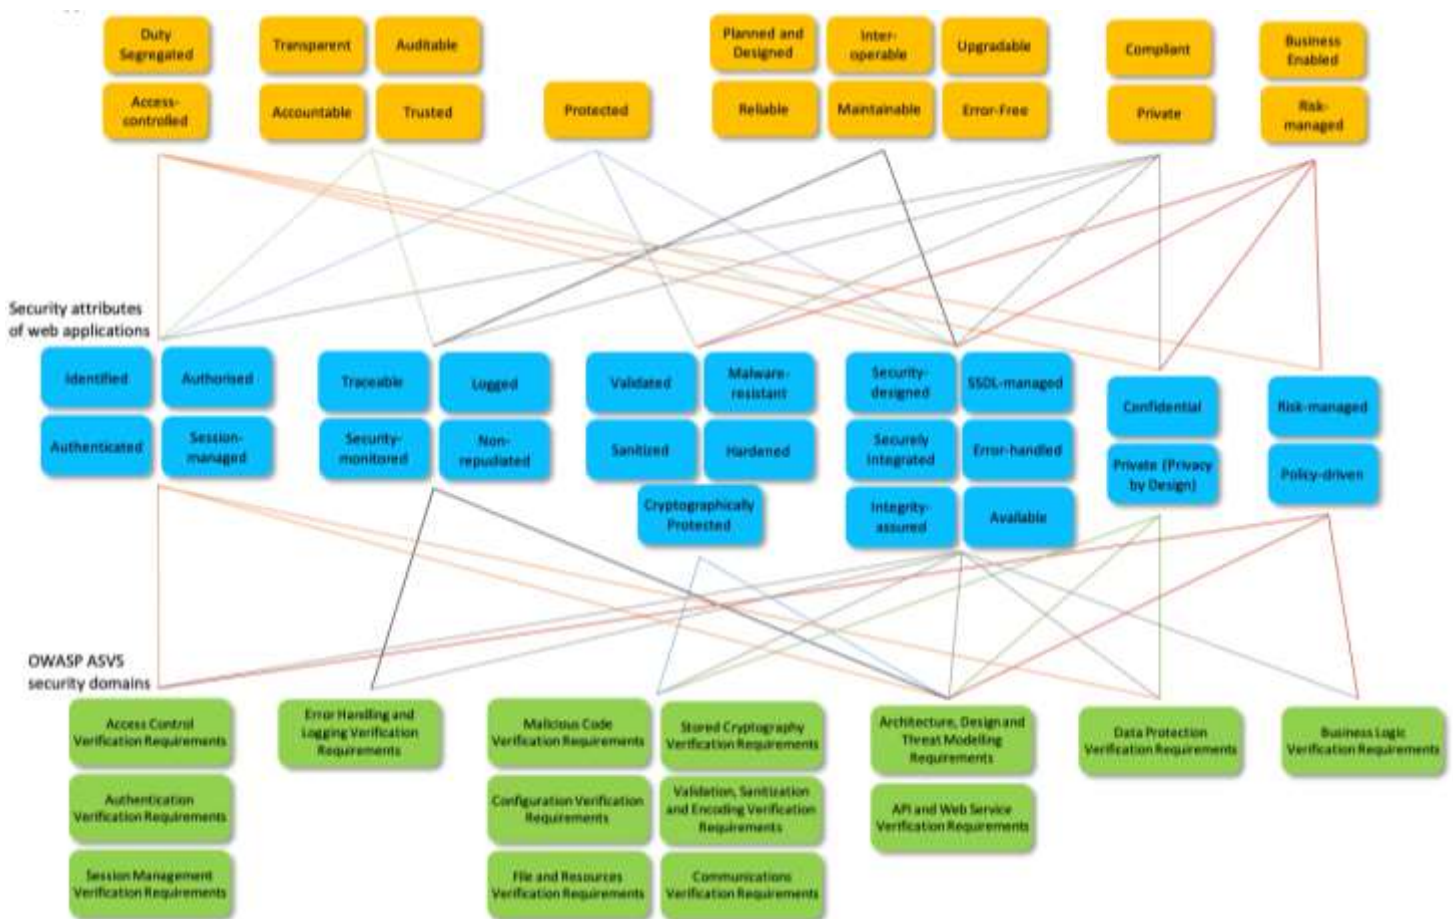 Duty
Segregated
Transparent
Auditable
Planned and
Designed
Inter-
operable
Upgradable
Compliant
Business
Enabled
Access-
controlled
Accountable
Trusted
Protected
Reliable
Maintainable
Error-Free
Private
Risk-
managed
Security attributes
of web applications
Identified
Authorised
Traceable
Logged
Validated
Malware-
resistant
Security-
designed
SSDL-managed
Confidential
Risk-managed
Authenticated
Session-
managed
Security-
monitored
Non-
repudiated
Sanitized
Hardened
Securely
Integrated
Error-handled
Private (Privacy
by Design)
Policy-driven
Cryptographically
Protected
Integrity-
assured
Available
OWASP ASVS
security domains
Access Control
Verification Requirements
Error Handling and
Logging Verification
Requirements
Malicious Code
Verification Requirements
Stored Cryptography
Verification Requirements
Architecture, Design and
Threat Modelling
Requirements
Data Protection
Verification Requirements
Business Logic
Verification Requirements
Authentication
Verification Requirements
Configuration Verification
Requirements
Validation, Sanitization
and Encoding Verification
Requirements
API and Web Service
Verification Requirements
Session Management
Verification Requirements
File and Resources
Verification Requirements
Communications
Verification Requirements